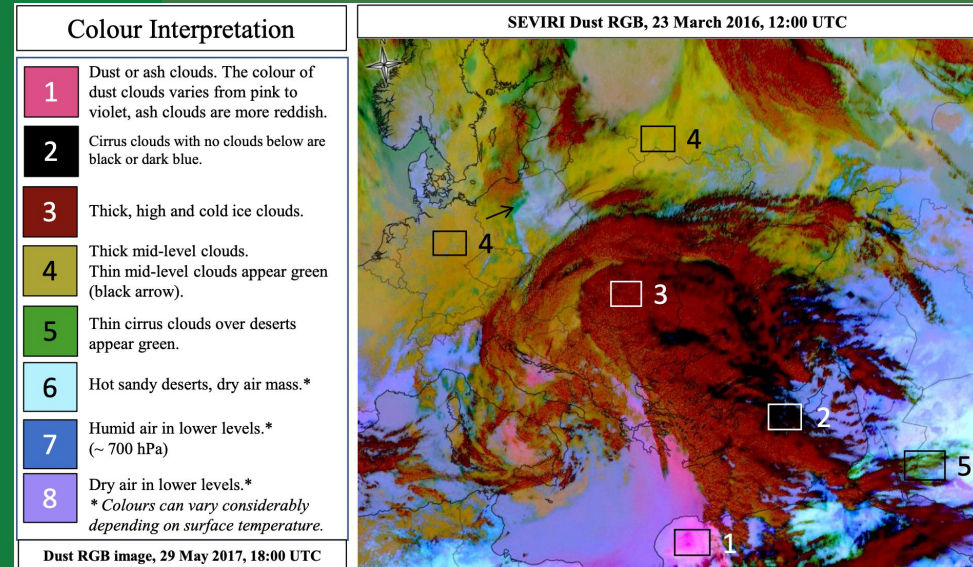 Colour Interpretation
1
Dust or ash clouds. The colour of
dust clouds varies from pink to
violet, ash clouds are more reddish.
2
Cirrus clouds with no clouds below are
black or dark blue.
3
Thick, high and cold ice clouds.
4
Thick mid-level clouds.
Thin mid-level clouds appear green
(black arrow).
5
Thin cirrus clouds over deserts
appear green.
6
Hot sandy deserts, dry air mass.*
7
Humid air in lower levels.*
(~ 700 hPa)
8
Dry air in lower levels.*
* Colours can vary considerably
depending on surface temperature.
Dust RGB image, 29 May 2017, 18:00 UTC
SEVIRI Dust RGB, 23 March 2016, 12:00 UTC
4
4
3
2
5
1